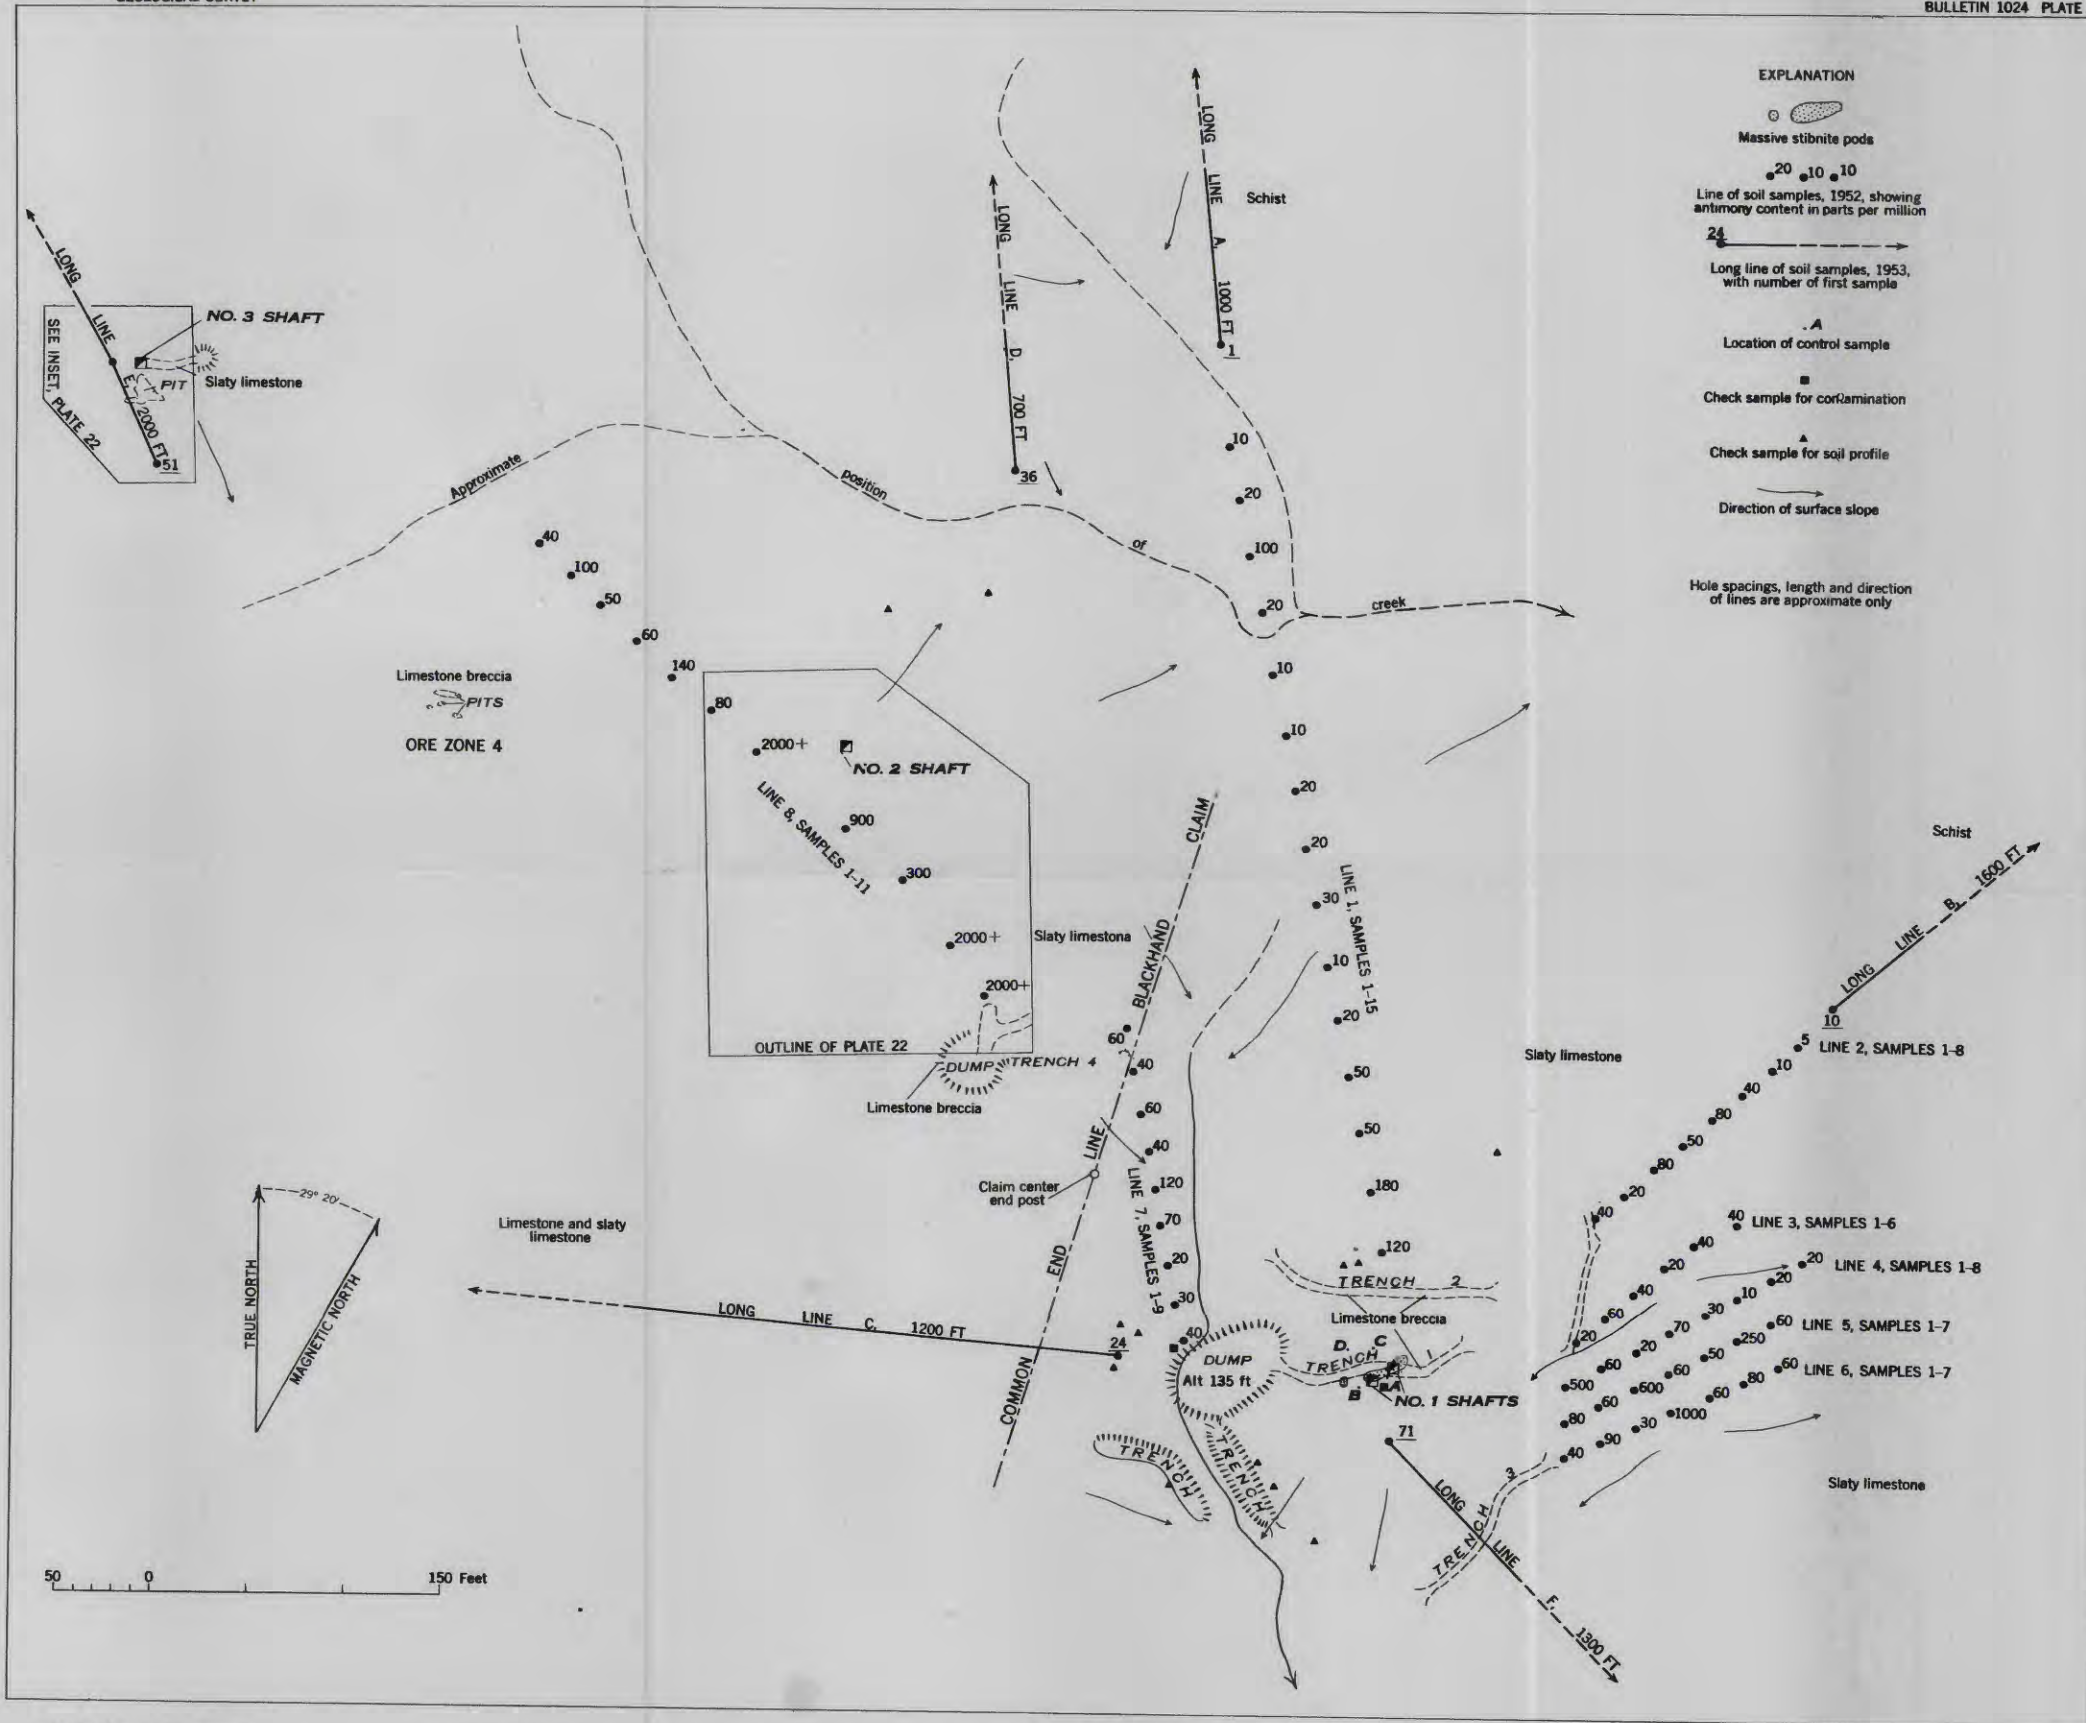 GEOLOGICAL SURVEY
BULLETIN 1024 PLATE
EXPLANATION
Massive stibnite pods
20 10 10
Line of soil samples, 1952, showing
antimony content in parts per million
24
Long line of soil samples, 1953,
with number of first sample
.A
Location of control sample
Check sample for contamination
Check sample for soil profile
Direction of surface slope
Hole spacings, length and direction
of lines are approximate only
LONG LINE A, 1000 FT
1
Schist
LONG LINE D, 700 FT
36
LONG LINE E, 2000 FT
51
NO. 3 SHAFT
PIT
Slaty limestone
SEE INSET, PLATE 22
Approximate position of creek
40
100
50
60
140
80
2000+
900
300
2000+
2000+
LINE 8, SAMPLES 1-11
NO. 2 SHAFT
Limestone breccia
PITS
ORE ZONE 4
OUTLINE OF PLATE 22
DUMP
TRENCH 4
Limestone breccia
Slaty limestona
10
20
100
20
10
10
20
20
30
10
20
50
50
180
120
LINE 1, SAMPLES 1-15
COMMON END LINE BLACKHAND CLAIM
Claim center
end post
60
40
60
40
120
70
20
30
40
LINE 7, SAMPLES 1-9
Schist
LONG LINE B, 1600 FT
10
Slaty limestone
5 LINE 2, SAMPLES 1-8
10
40
80
50
80
20
40
40 LINE 3, SAMPLES 1-6
40
20
40
60
20
20 LINE 4, SAMPLES 1-8
20
10
30
70
20
60
500
60 LINE 5, SAMPLES 1-7
250
50
60
600
60
80
60 LINE 6, SAMPLES 1-7
80
60
1000
30
90
40
Slaty limestone
TRENCH 2
Limestone breccia
D. C
TRENCH 1
B A
NO. 1 SHAFTS
DUMP
Alt 135 ft
TRENCH
TRENCH
TRENCH 3
71
LONG LINE F, 1300 FT
24
LONG LINE C, 1200 FT
Limestone and slaty
limestone
29° 20'
TRUE NORTH
MAGNETIC NORTH
50 0 150 Feet